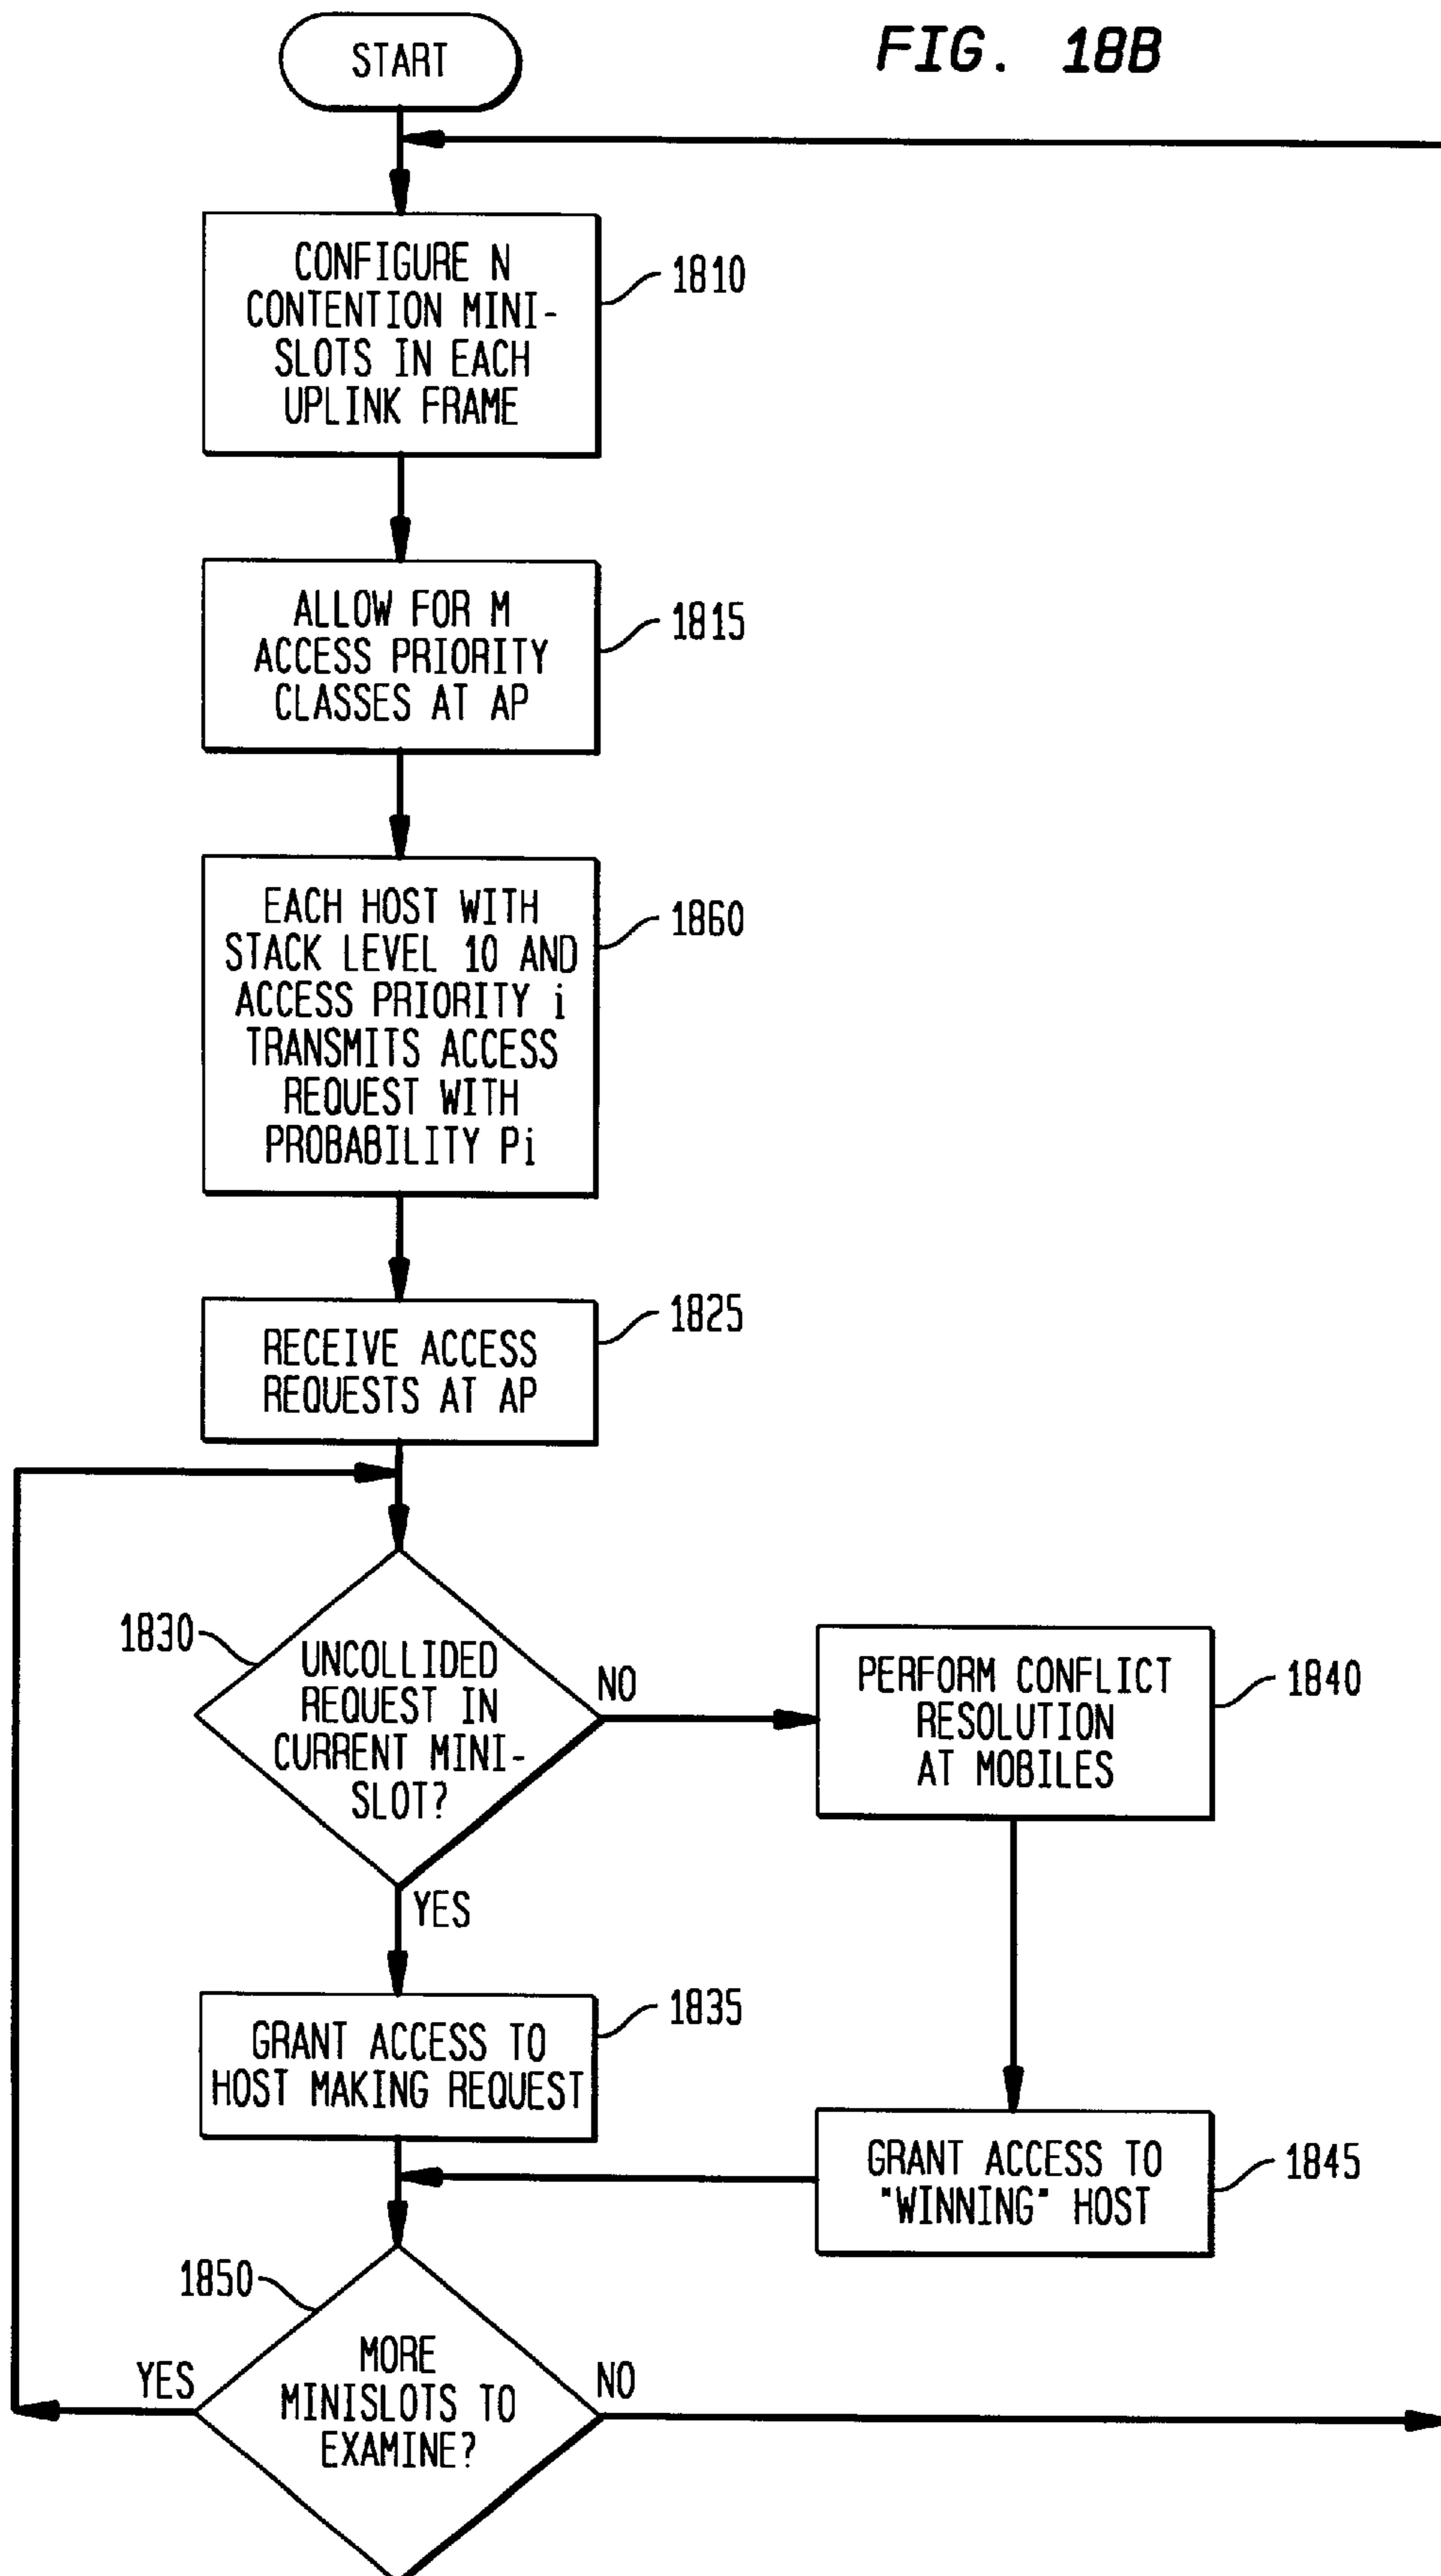 START
FIG. 18B
CONFIGURE N
CONTENTION MINI-
SLOTS IN EACH
UPLINK FRAME
1810
ALLOW FOR M
ACCESS PRIORITY
CLASSES AT AP
1815
EACH HOST WITH
STACK LEVEL 10 AND
ACCESS PRIORITY i
TRANSMITS ACCESS
REQUEST WITH
PROBABILITY Pi
1860
RECEIVE ACCESS
REQUESTS AT AP
1825
1830
UNCOLLIDED
REQUEST IN
CURRENT MINI-
SLOT?
NO
YES
PERFORM CONFLICT
RESOLUTION
AT MOBILES
1840
GRANT ACCESS TO
HOST MAKING REQUEST
1835
GRANT ACCESS TO
"WINNING" HOST
1845
1850
MORE
MINISLOTS TO
EXAMINE?
YES
NO